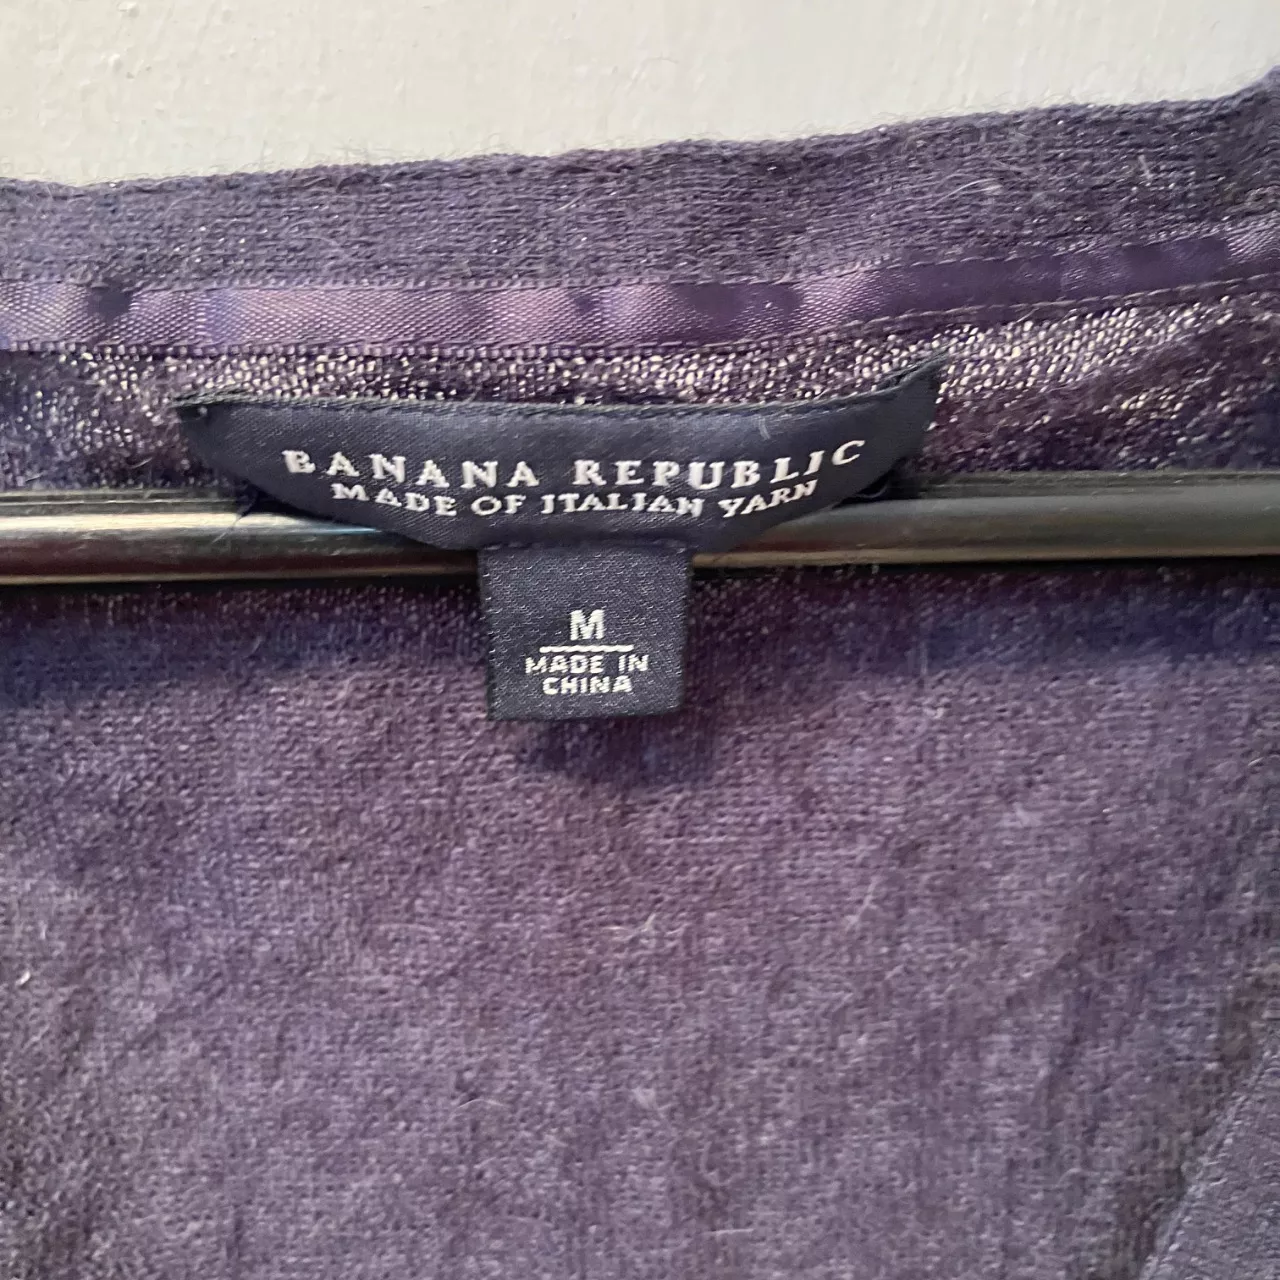 BANANA REPUBLIC
MADE OF ITALIAN YARN
M
MADE IN
CHINA